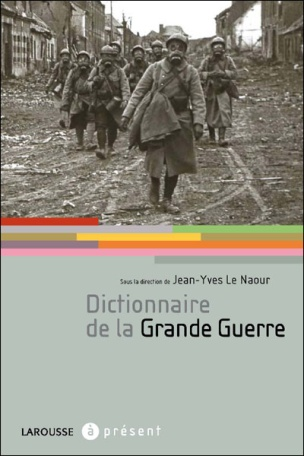 Sous la direction de Jean-Yves Le Naour
Dictionnaire
de la Grande Guerre
LAROUSSE à présent